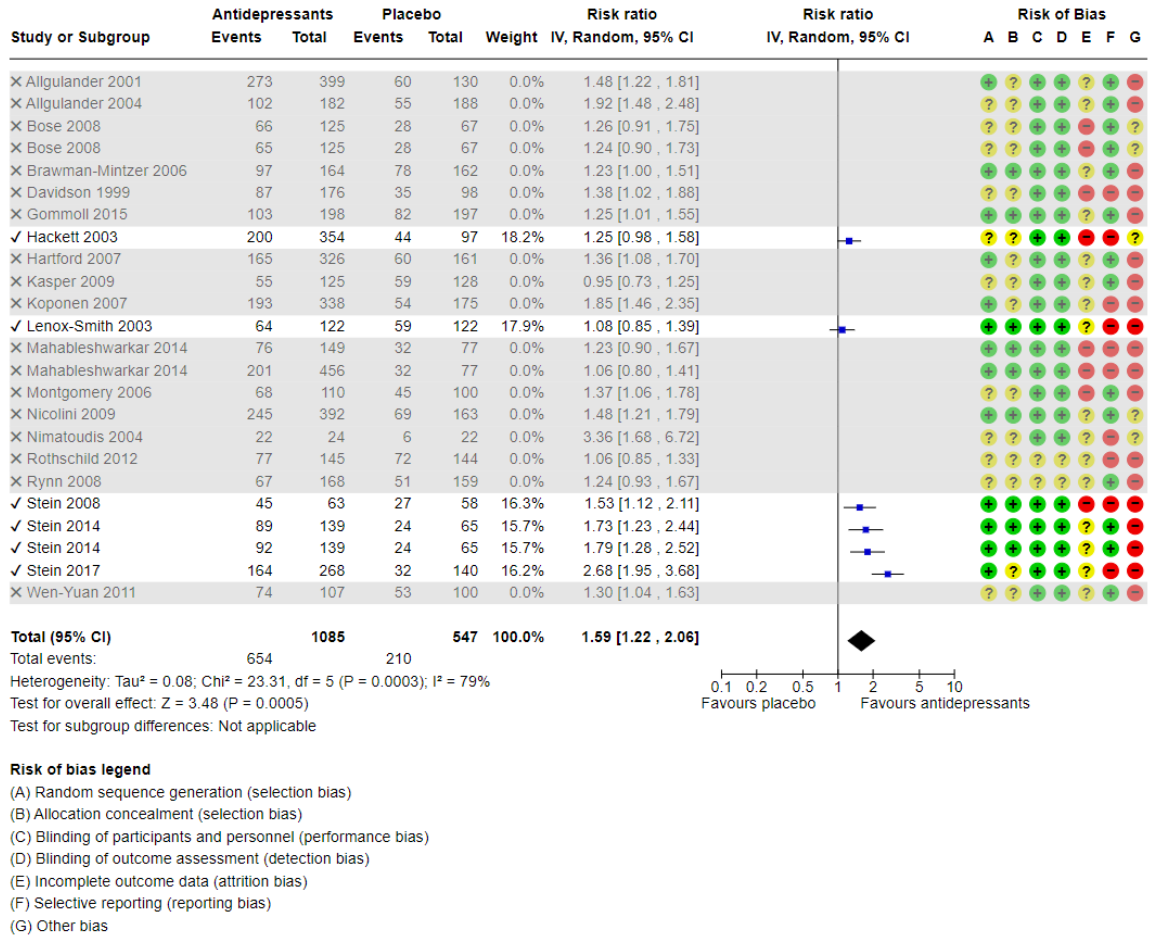 Antidepressants Placebo Risk ratio Risk ratio Risk of Bias
Study or Subgroup Events Total Events Total Weight IV, Random, 95% CI IV, Random, 95% CI A B C D E F G
✕ Allgulander 2001 273 399 60 130 0.0% 1.48 [1.22 , 1.81] + ? + + ? + −
✕ Allgulander 2004 102 182 55 188 0.0% 1.92 [1.48 , 2.48] ? ? + + ? + −
✕ Bose 2008 66 125 28 67 0.0% 1.26 [0.91 , 1.75] ? ? + + − + ?
✕ Bose 2008 65 125 28 67 0.0% 1.24 [0.90 , 1.73] ? ? + + − + ?
✕ Brawman-Mintzer 2006 97 164 78 162 0.0% 1.23 [1.00 , 1.51] + + + + ? + −
✕ Davidson 1999 87 176 35 98 0.0% 1.38 [1.02 , 1.88] ? ? + + − − −
✕ Gommoll 2015 103 198 82 197 0.0% 1.25 [1.01 , 1.55] + + + + ? + −
✓ Hackett 2003 200 354 44 97 18.2% 1.25 [0.98 , 1.58] ? ? + + − − ?
✕ Hartford 2007 165 326 60 161 0.0% 1.36 [1.08 , 1.70] + ? + + ? + −
✕ Kasper 2009 55 125 59 128 0.0% 0.95 [0.73 , 1.25] ? ? + + ? + −
✕ Koponen 2007 193 338 54 175 0.0% 1.85 [1.46 , 2.35] + ? + + ? − −
✓ Lenox-Smith 2003 64 122 59 122 17.9% 1.08 [0.85 , 1.39] + + + + ? − −
✕ Mahableshwarkar 2014 76 149 32 77 0.0% 1.23 [0.90 , 1.67] + + + + − − −
✕ Mahableshwarkar 2014 201 456 32 77 0.0% 1.06 [0.80 , 1.41] + + + + − − −
✕ Montgomery 2006 68 110 45 100 0.0% 1.37 [1.06 , 1.78] ? ? + + − + −
✕ Nicolini 2009 245 392 69 163 0.0% 1.48 [1.21 , 1.79] + + + + ? + ?
✕ Nimatoudis 2004 22 24 6 22 0.0% 3.36 [1.68 , 6.72] ? ? + + ? − ?
✕ Rothschild 2012 77 145 72 144 0.0% 1.06 [0.85 , 1.33] ? ? ? ? ? − −
✕ Rynn 2008 67 168 51 159 0.0% 1.24 [0.93 , 1.67] ? ? ? ? ? + −
✓ Stein 2008 45 63 27 58 16.3% 1.53 [1.12 , 2.11] + + + + − − −
✓ Stein 2014 89 139 24 65 15.7% 1.73 [1.23 , 2.44] + + + + ? + −
✓ Stein 2014 92 139 24 65 15.7% 1.79 [1.28 , 2.52] + + + + ? + −
✓ Stein 2017 164 268 32 140 16.2% 2.68 [1.95 , 3.68] + ? + + ? − −
✕ Wen-Yuan 2011 74 107 53 100 0.0% 1.30 [1.04 , 1.63] ? ? + + ? + −
Total (95% CI) 1085 547 100.0% 1.59 [1.22 , 2.06]
Total events: 654 210
Heterogeneity: Tau² = 0.08; Chi² = 23.31, df = 5 (P = 0.0003); I² = 79%
0.1 0.2 0.5 1 2 5 10
Test for overall effect: Z = 3.48 (P = 0.0005)
Favours placebo Favours antidepressants
Test for subgroup differences: Not applicable
Risk of bias legend
(A) Random sequence generation (selection bias)
(B) Allocation concealment (selection bias)
(C) Blinding of participants and personnel (performance bias)
(D) Blinding of outcome assessment (detection bias)
(E) Incomplete outcome data (attrition bias)
(F) Selective reporting (reporting bias)
(G) Other bias